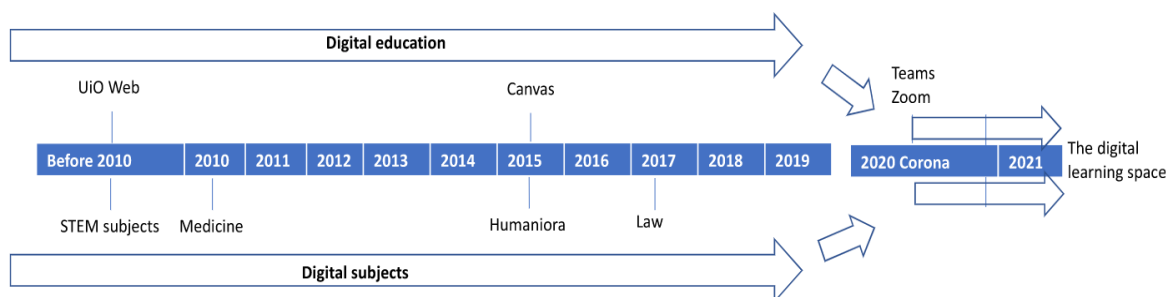 Digital education
UiO Web
Canvas
Teams
Zoom
Before 2010 2010 2011 2012 2013 2014 2015 2016 2017 2018 2019 2020 Corona 2021
The digital
learning space
STEM subjects Medicine Humaniora Law
Digital subjects